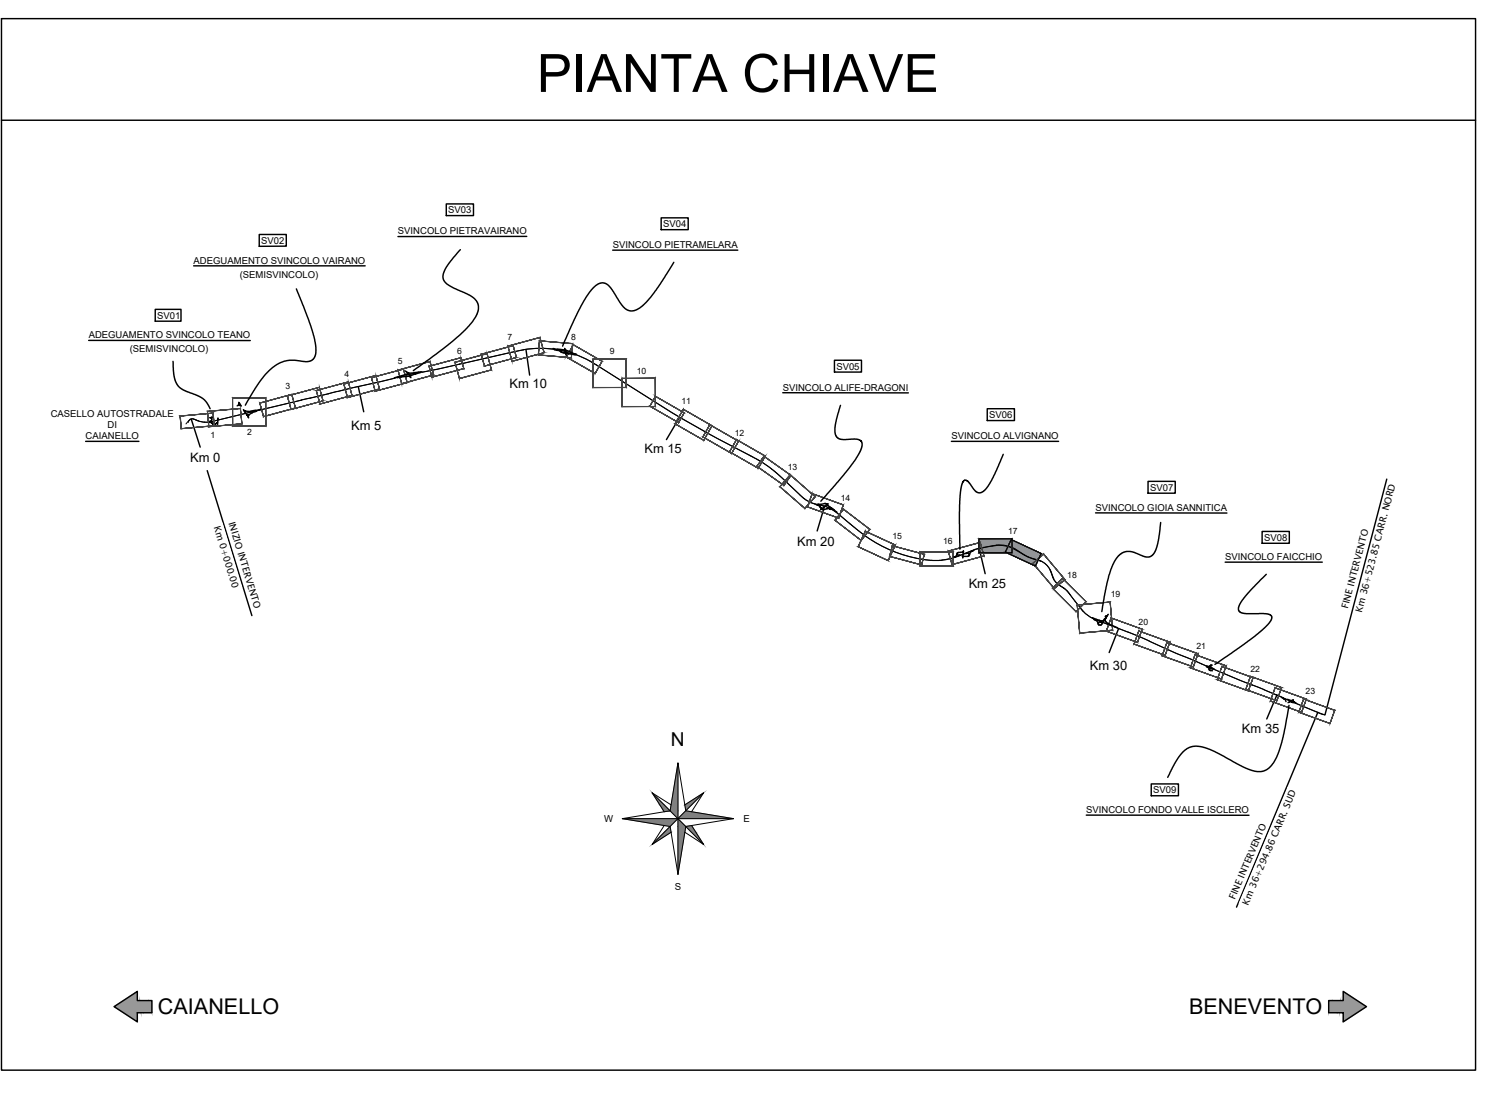 PIANTA CHIAVE
SV01
ADEGUAMENTO SVINCOLO TEANO
(SEMISVINCOLO)
SV02
ADEGUAMENTO SVINCOLO VAIRANO
(SEMISVINCOLO)
SV03
SVINCOLO PIETRAVAIRANO
SV04
SVINCOLO PIETRAMELARA
SV05
SVINCOLO ALIFE-DRAGONI
SV06
SVINCOLO ALVIGNANO
SV07
SVINCOLO GIOIA SANNITICA
SV08
SVINCOLO FAICCHIO
SV09
SVINCOLO FONDO VALLE ISCLERO
CASELLO AUTOSTRADALE
DI
CAIANELLO
1
2
3
4
5
6
7
8
9
10
11
12
13
14
15
16
17
18
19
20
21
22
23
Km 0
Km 5
Km 10
Km 15
Km 20
Km 25
Km 30
Km 35
INIZIO INTERVENTO
Km 0+000.00
FINE INTERVENTO
Km 36+523.85 CARR. NORD
FINE INTERVENTO
Km 36+294.86 CARR. SUD
N
W
E
S
CAIANELLO
BENEVENTO